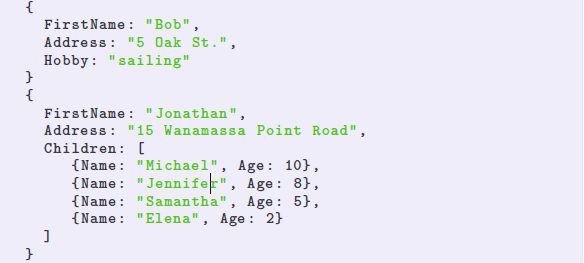 {
FirstName: "Bob",
Address: "5 Oak St.",
Hobby: "sailing"
}
{
FirstName: "Jonathan",
Address: "15 Wanamassa Point Road",
Children: [
{Name: "Michael", Age: 10},
{Name: "Jennifer", Age: 8},
{Name: "Samantha", Age: 5},
{Name: "Elena", Age: 2}
]
}